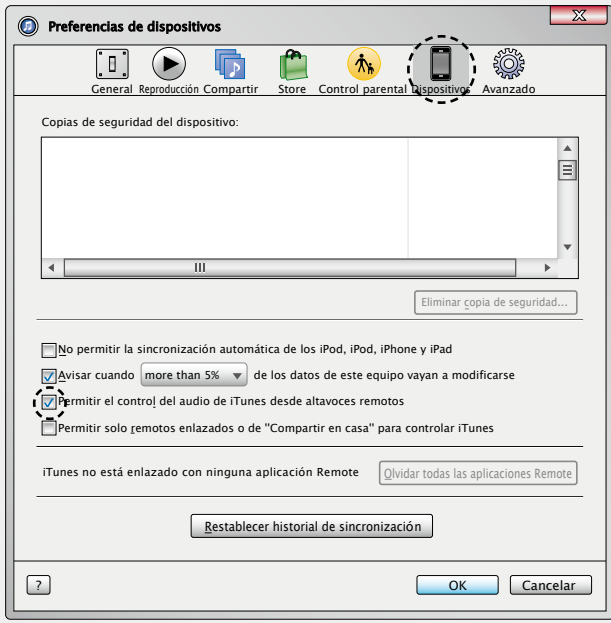 Preferencias de dispositivos
X
General Reproducción Compartir Store Control parental Dispositivos Avanzado
Copias de seguridad del dispositivo:
Eliminar copia de seguridad...
No permitir la sincronización automática de los iPod, iPod, iPhone y iPad
Avisar cuando more than 5% de los datos de este equipo vayan a modificarse
Permitir el control del audio de iTunes desde altavoces remotos
Permitir solo remotos enlazados o de "Compartir en casa" para controlar iTunes
iTunes no está enlazado con ninguna aplicación Remote Olvidar todas las aplicaciones Remote
Restablecer historial de sincronización
? OK Cancelar